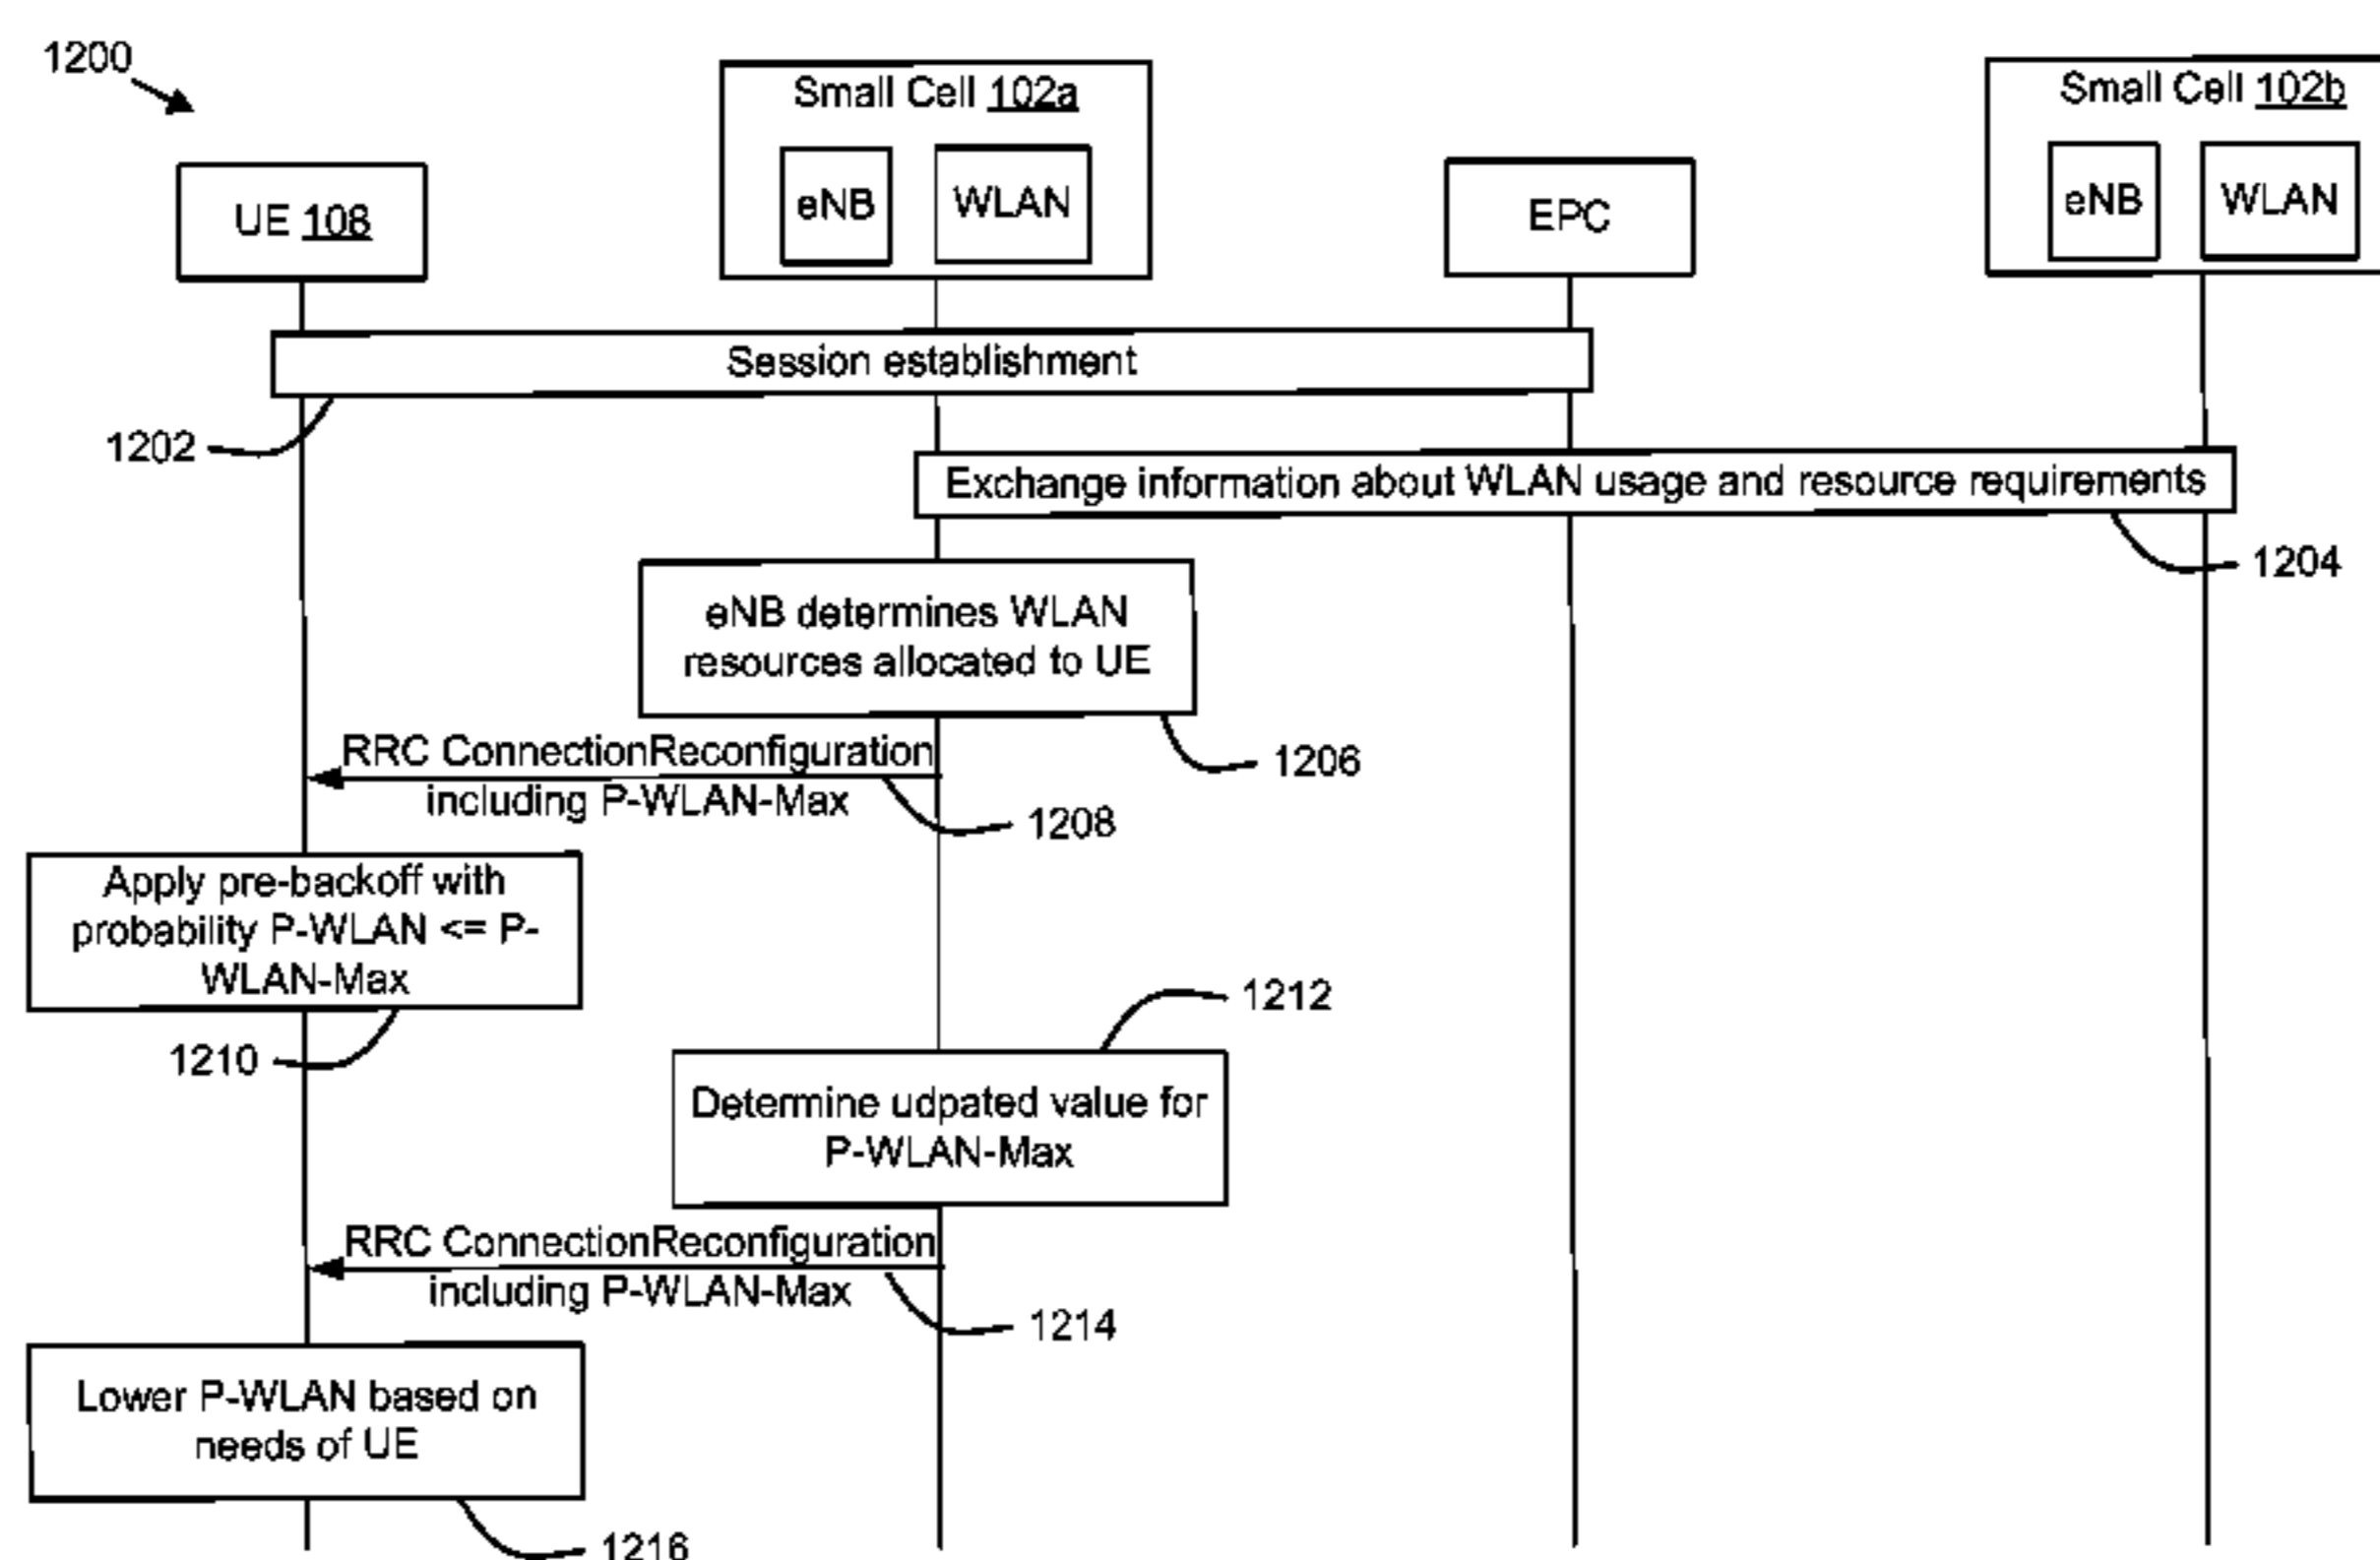 1200
Small Cell 102a
Small Cell 102b
UE 108
eNB
WLAN
EPC
eNB
WLAN
Session establishment
1202
Exchange information about WLAN usage and resource requirements
1204
eNB determines WLAN
resources allocated to UE
1206
RRC ConnectionReconfiguration
including P-WLAN-Max
1208
Apply pre-backoff with
probability P-WLAN <= P-
WLAN-Max
1210
1212
Determine udpated value for
P-WLAN-Max
RRC ConnectionReconfiguration
including P-WLAN-Max
1214
Lower P-WLAN based on
needs of UE
1216